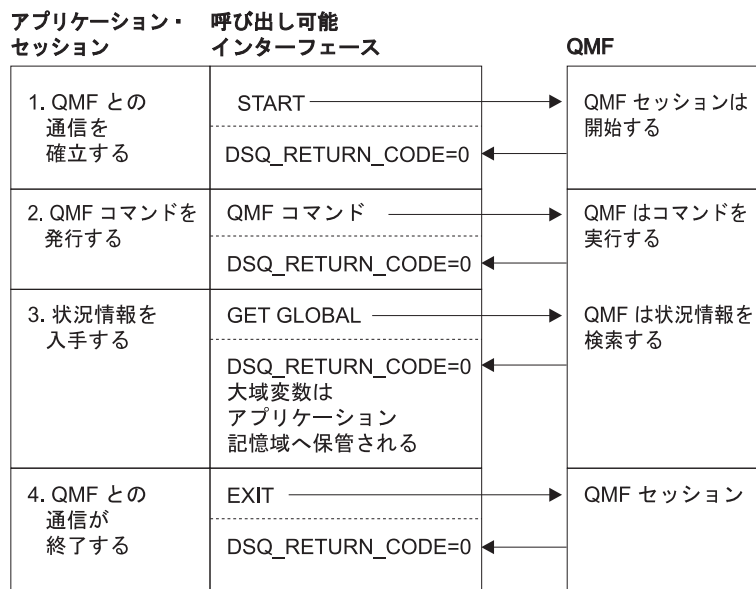 アプリケーション・
セッション
呼び出し可能
インターフェース
QMF
1. QMF との
通信を
確立する
START
DSQ_RETURN_CODE=0
QMF セッションは
開始する
2. QMF コマンドを
発行する
QMF コマンド
DSQ_RETURN_CODE=0
QMF はコマンドを
実行する
3. 状況情報を
入手する
GET GLOBAL
DSQ_RETURN_CODE=0
大域変数は
アプリケーション
記憶域へ保管される
QMF は状況情報を
検索する
4. QMF との
通信が
終了する
EXIT
DSQ_RETURN_CODE=0
QMF セッション